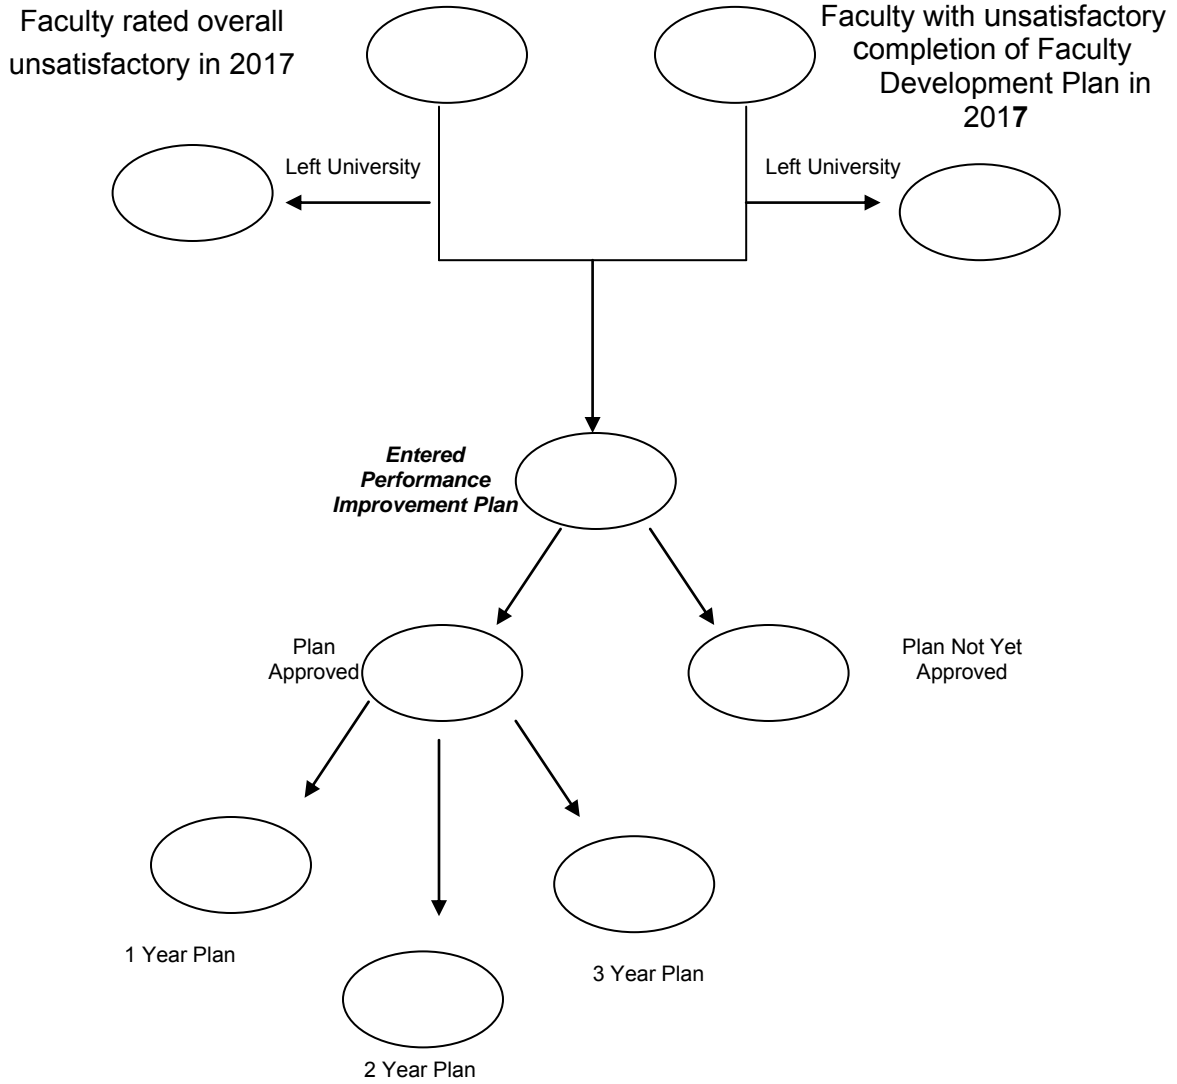 Faculty rated overall
unsatisfactory in 2017
Faculty with unsatisfactory
completion of Faculty
Development Plan in
2017
Left University
Left University
Entered
Performance
Improvement Plan
Plan
Approved
Plan Not Yet
Approved
1 Year Plan
3 Year Plan
2 Year Plan